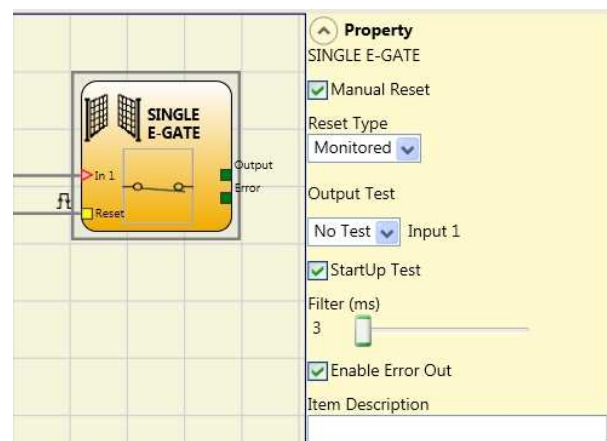 SINGLE
E-GATE
In 1
Output
Error
Reset
Property
SINGLE E-GATE
Manual Reset
Reset Type
Monitored
Output Test
No Test Input 1
StartUp Test
Filter (ms)
3
Enable Error Out
Item Description